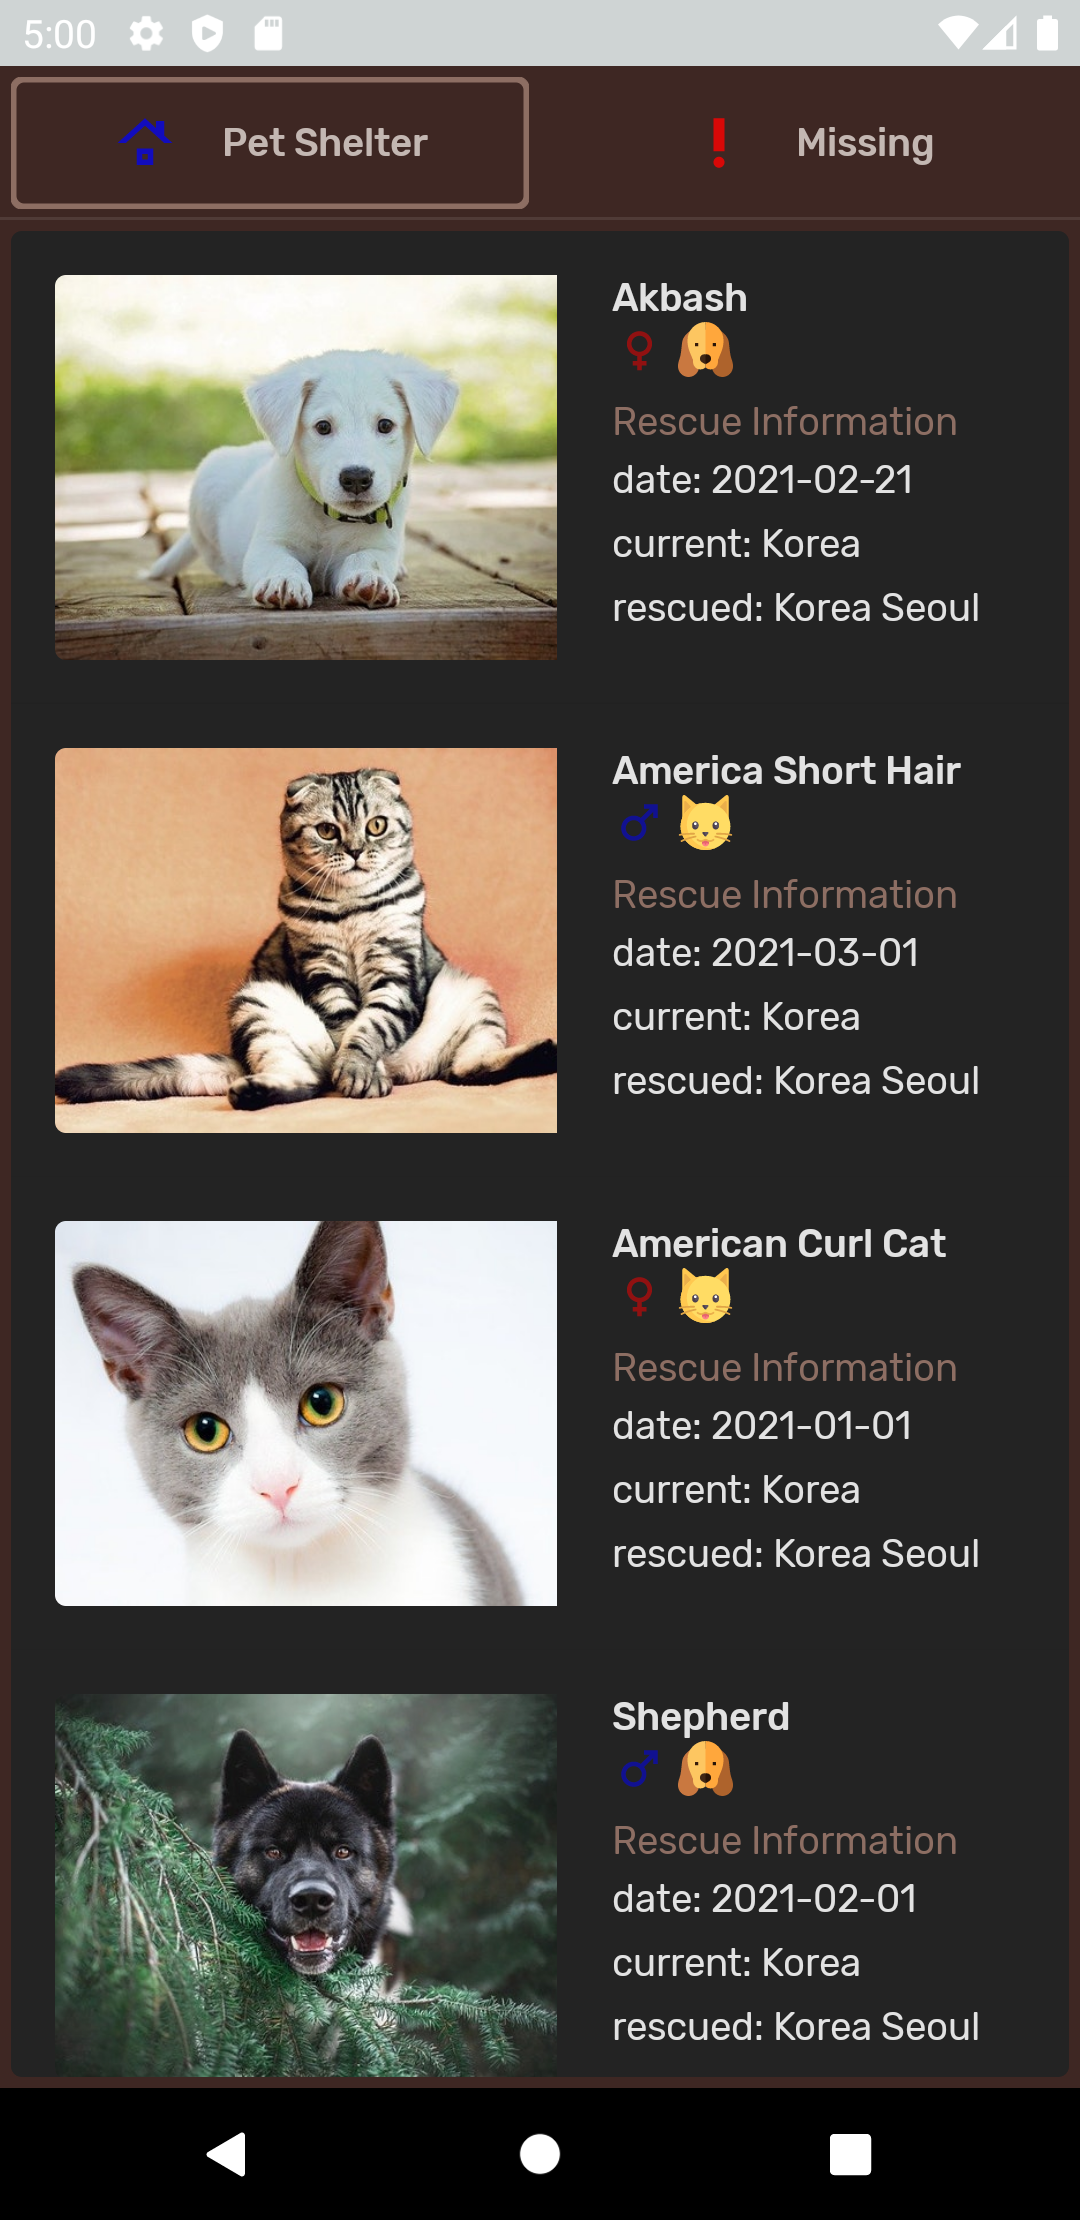 5:00
Pet Shelter
Missing
Akbash
Rescue Information
date: 2021-02-21
current: Korea
rescued: Korea Seoul
America Short Hair
Rescue Information
date: 2021-03-01
current: Korea
rescued: Korea Seoul
American Curl Cat
Rescue Information
date: 2021-01-01
current: Korea
rescued: Korea Seoul
Shepherd
Rescue Information
date: 2021-02-01
current: Korea
rescued: Korea Seoul